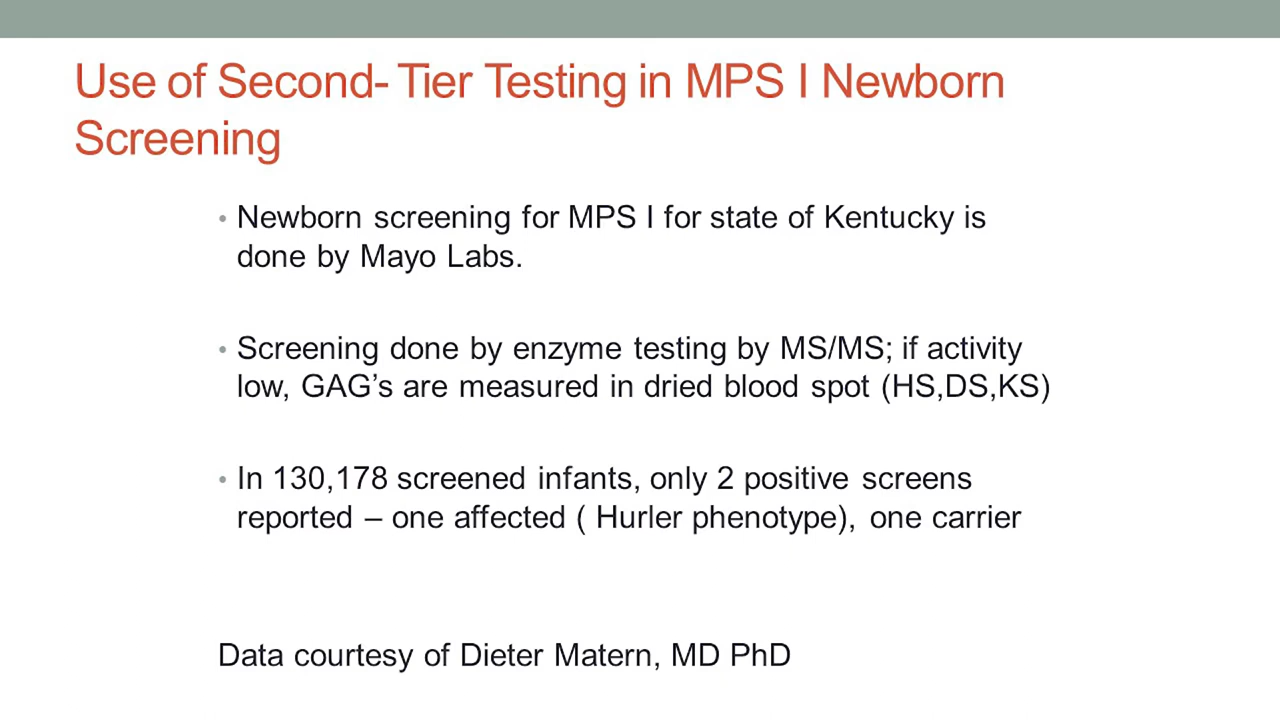 Use of Second- Tier Testing in MPS I Newborn
Screening
• Newborn screening for MPS I for state of Kentucky is
done by Mayo Labs.
• Screening done by enzyme testing by MS/MS; if activity
low, GAG’s are measured in dried blood spot (HS,DS,KS)
• In 130,178 screened infants, only 2 positive screens
reported – one affected ( Hurler phenotype), one carrier
Data courtesy of Dieter Matern, MD PhD